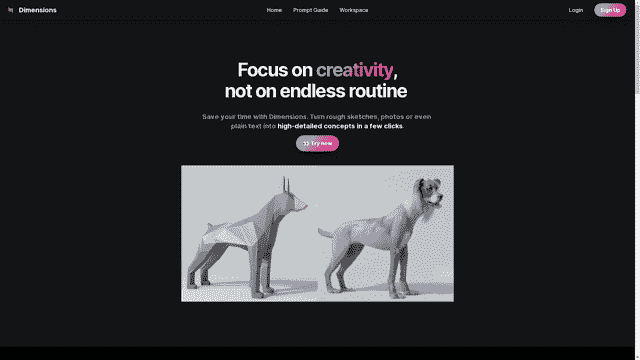 Dimensions
Home Prompt Guide Workspace
Login Sign Up
Focus on creativity,
not on endless routine
Save your time with Dimensions. Turn rough sketches, photos or even
plain text into high-detailed concepts in a few clicks.
Try now